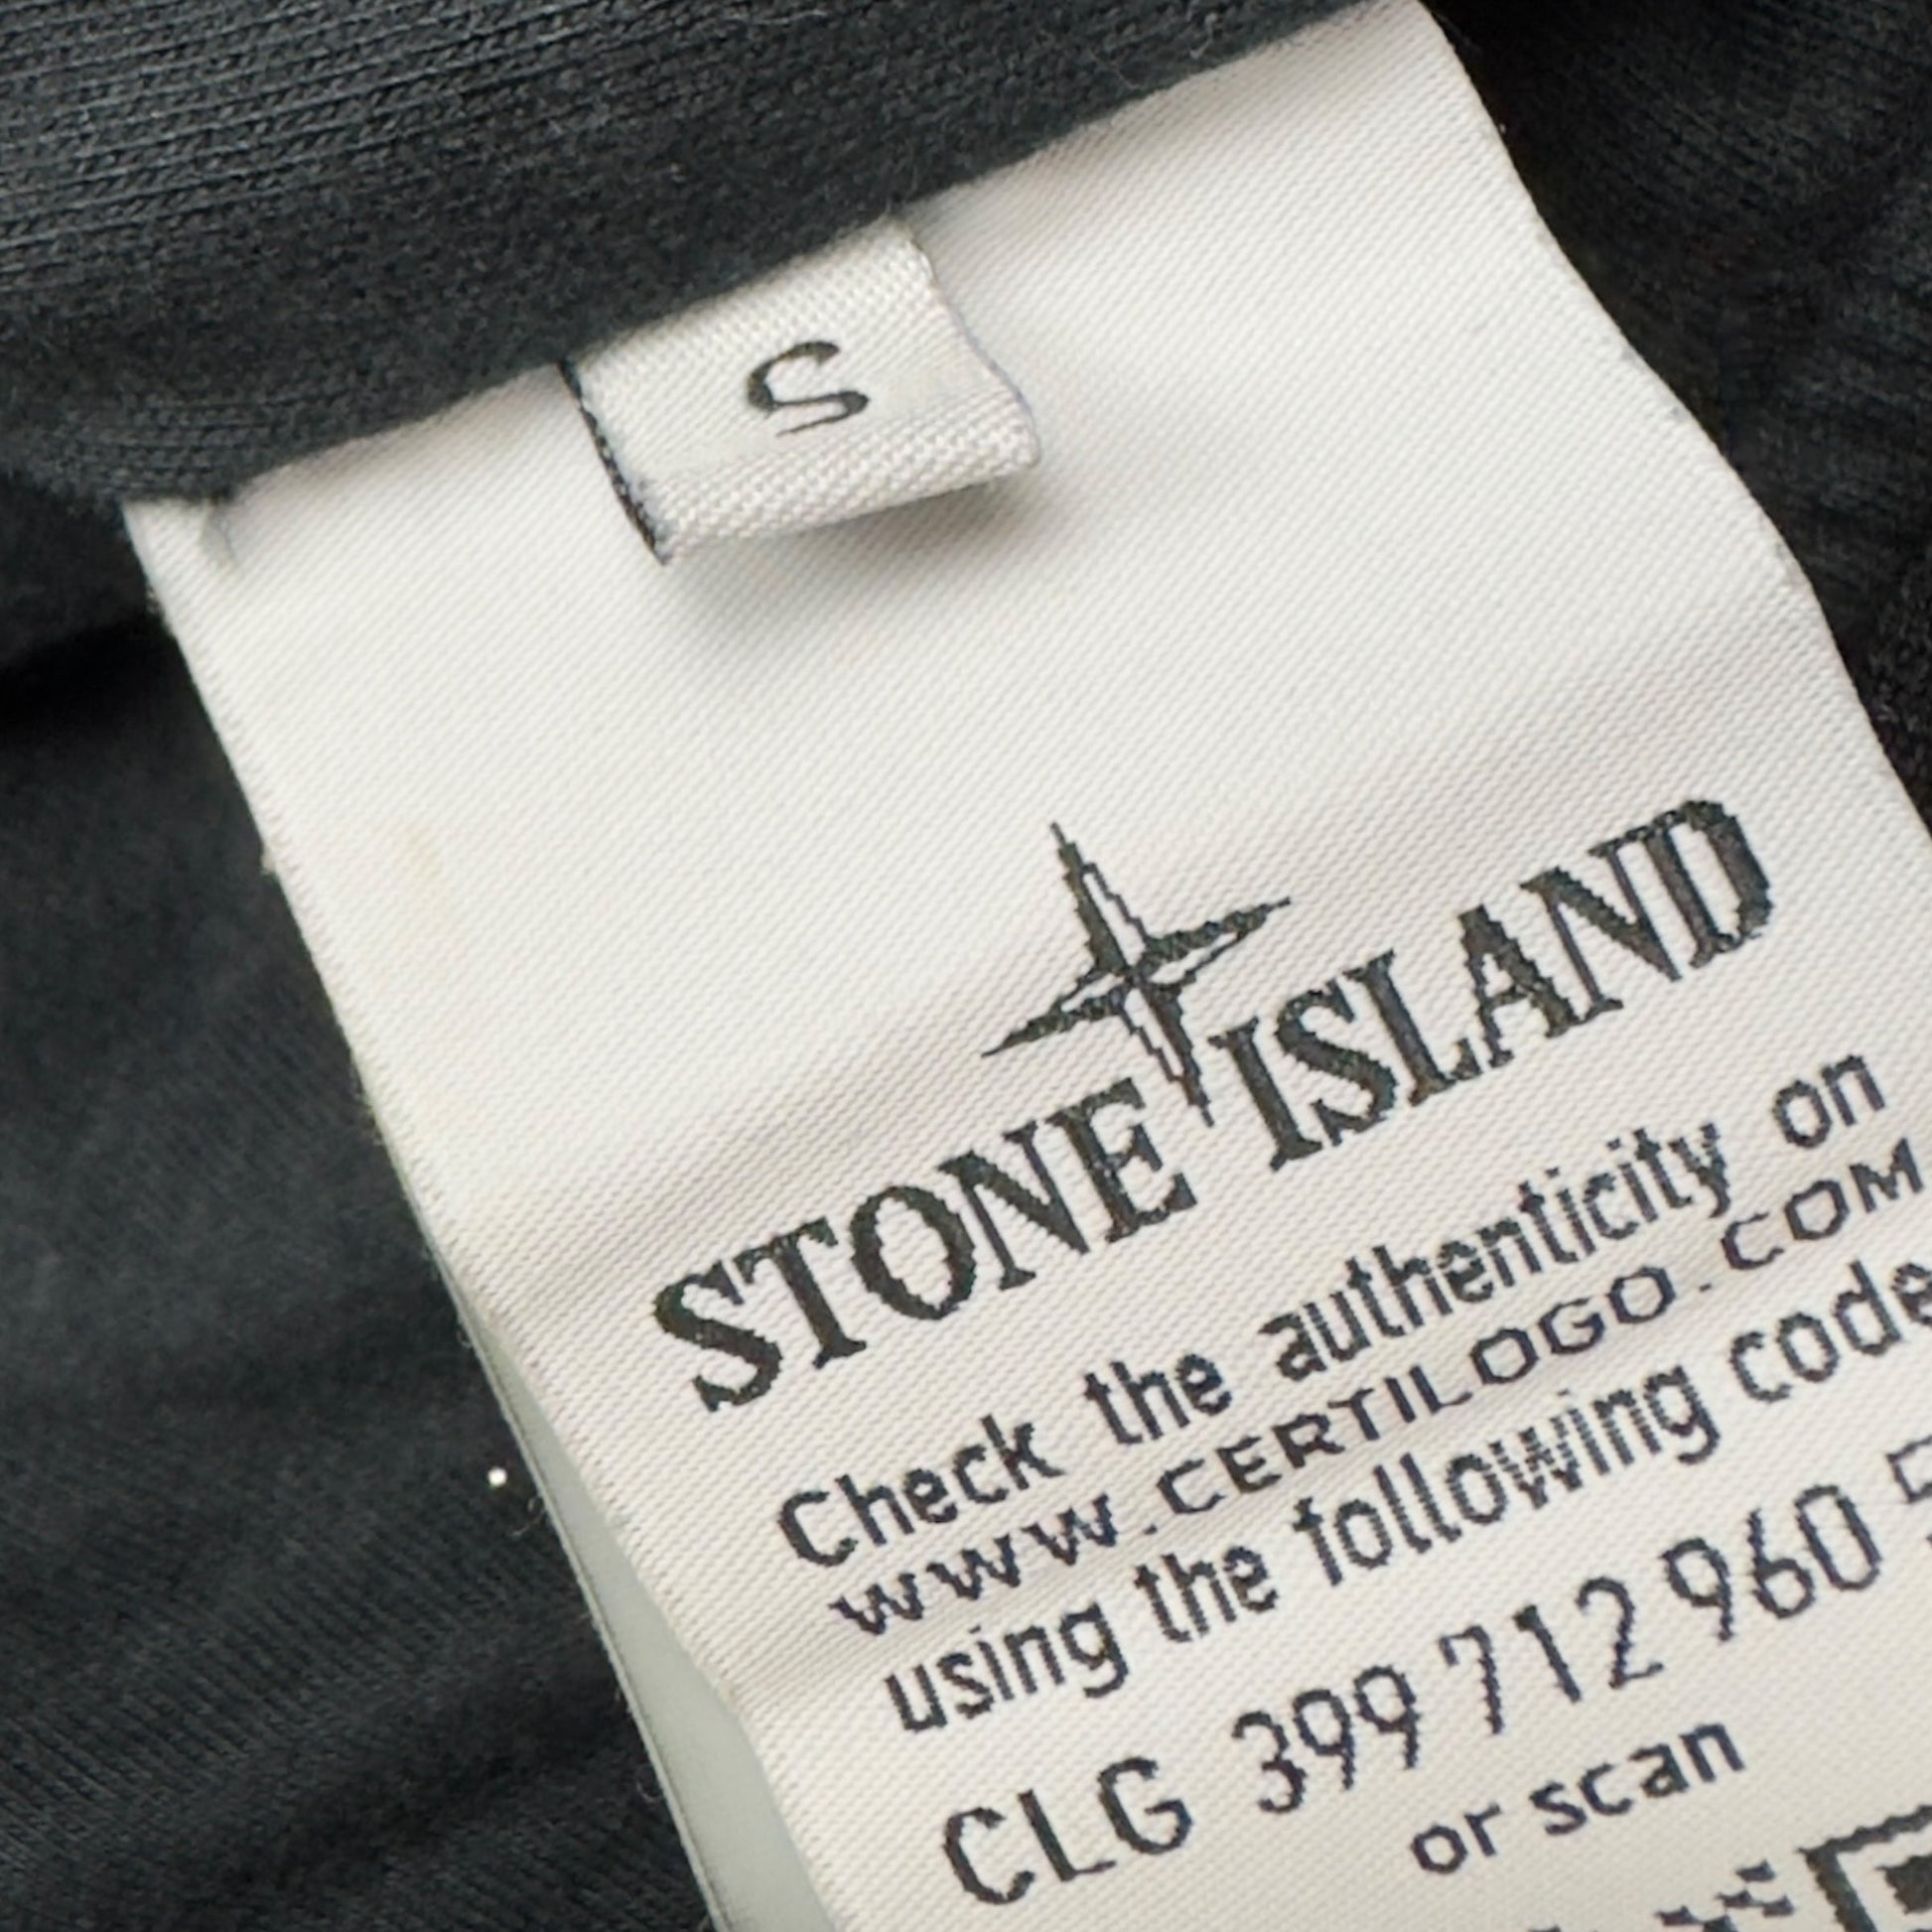 S
STONE ISLAND
Check the authenticity on
WWW.CERTILOGO.COM
using the following code
CLG 399 712 960 5
or scan